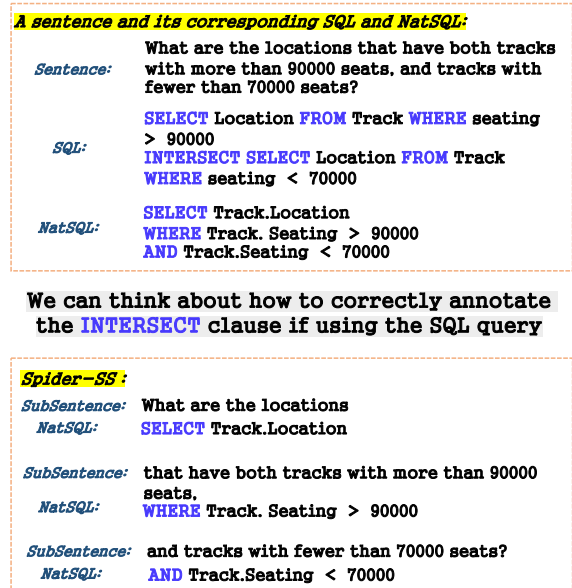 A sentence and its corresponding SQL and NatSQL:
Sentence: What are the locations that have both tracks
with more than 90000 seats, and tracks with
fewer than 70000 seats?
SQL: SELECT Location FROM Track WHERE seating
> 90000
INTERSECT SELECT Location FROM Track
WHERE seating < 70000
NatSQL: SELECT Track.Location
WHERE Track. Seating > 90000
AND Track.Seating < 70000
We can think about how to correctly annotate
the INTERSECT clause if using the SQL query
Spider-SS :
SubSentence: What are the locations
NatSQL: SELECT Track.Location
SubSentence: that have both tracks with more than 90000
seats,
NatSQL: WHERE Track. Seating > 90000
SubSentence: and tracks with fewer than 70000 seats?
NatSQL: AND Track.Seating < 70000